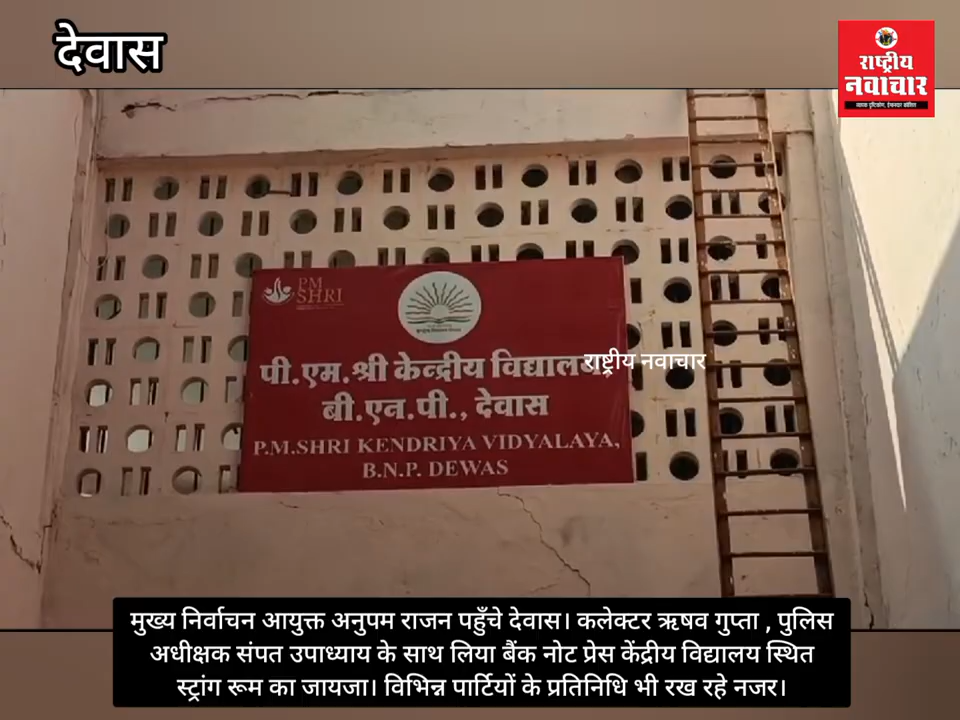 देवास
राष्ट्रीय
नवाचार
PM
SHRI
पी.एम.श्री केन्द्रीय विद्यालय,
राष्ट्रीय नवाचार
बी.एन.पी., देवास
P.M.SHRI KENDRIYA VIDYALAYA,
B.N.P. DEWAS
मुख्य निर्वाचन आयुक्त अनुपम राजन पहुँचे देवास। कलेक्टर ऋषव गुप्ता , पुलिस
अधीक्षक संपत उपाध्याय के साथ लिया बैंक नोट प्रेस केंद्रीय विद्यालय स्थित
स्ट्रांग रूम का जायजा। विभिन्न पार्टियों के प्रतिनिधि भी रख रहे नजर।